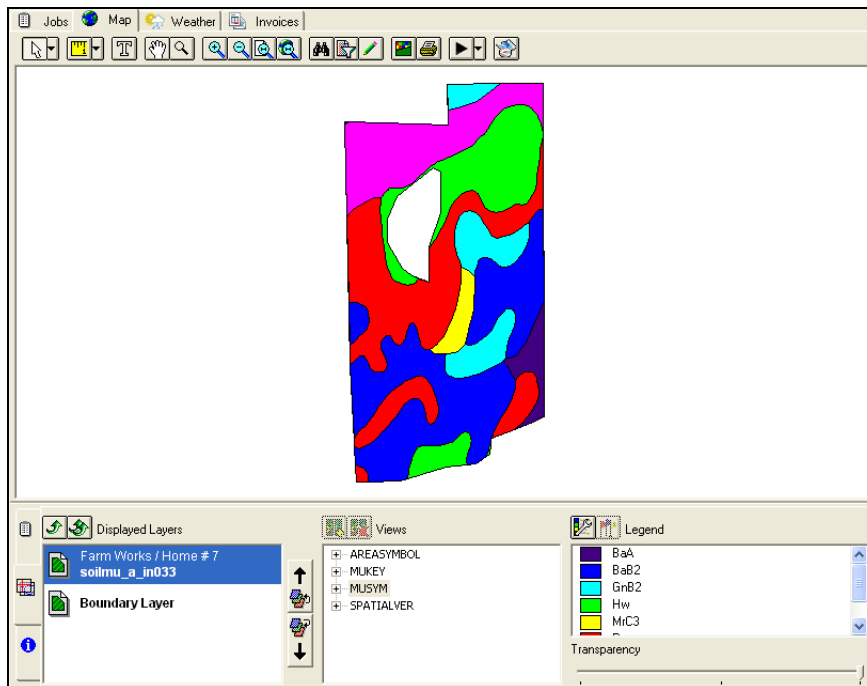 Jobs Map Weather Invoices
T
Displayed Layers
Farm Works / Home # 7
soilmu_a_in033
Boundary Layer
Views
AREASYMBOL
MUKEY
MUSYM
SPATIALVER
Legend
BaA
BaB2
GnB2
Hw
MrC3
Transparency